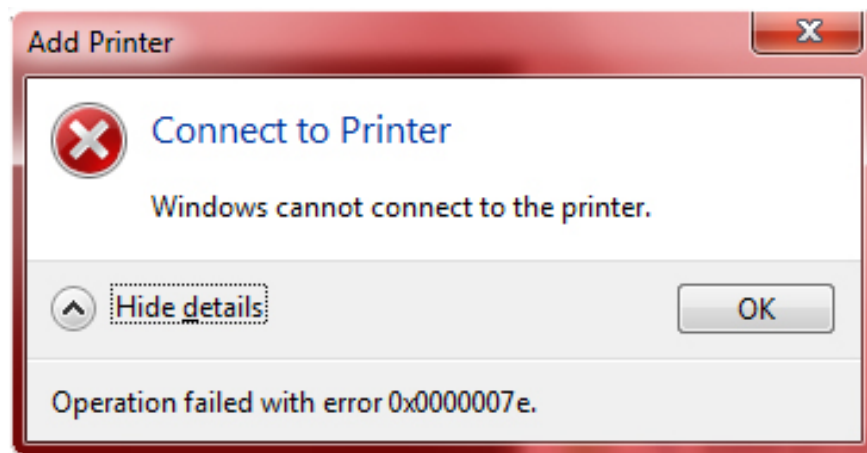 Add Printer
Connect to Printer
Windows cannot connect to the printer.
Hide details
OK
Operation failed with error 0x0000007e.